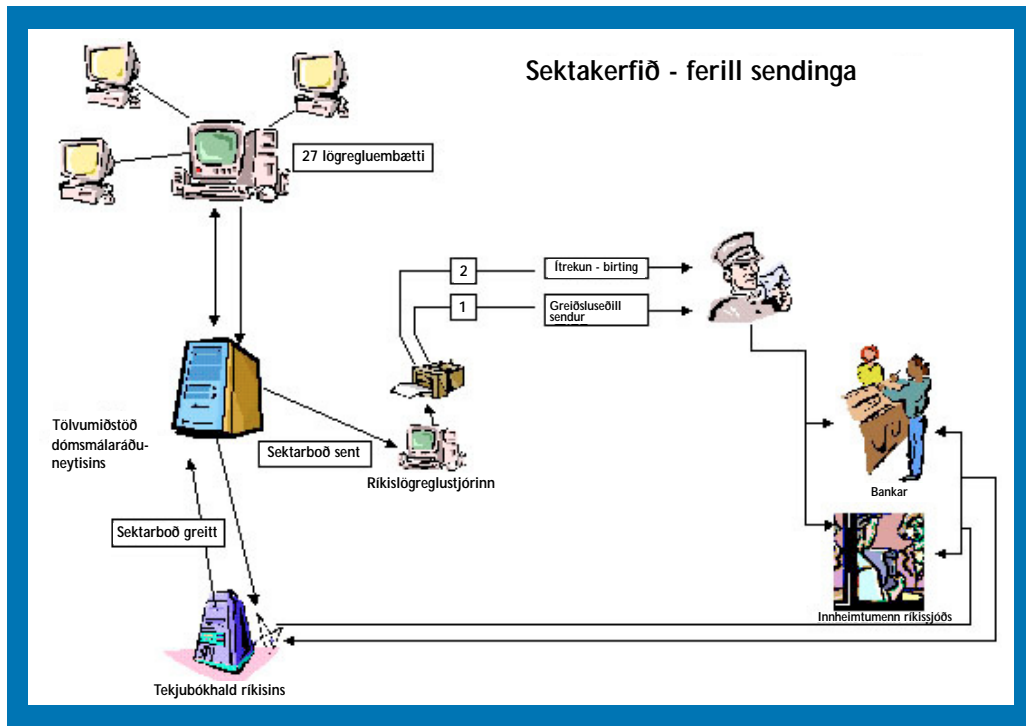 Sektakerfið - ferill sendinga
27 lögregluembætti
2
Ítrekun - birting
1
Greiðsluseðill
sendur
Tölvumiðstöð
dómsmálaráðu-
neytisins
Sektarboð sent
Ríkislögreglustjórinn
Bankar
Sektarboð greitt
Innheimtumenn ríkissjóðs
Tekjubókhald ríkisins